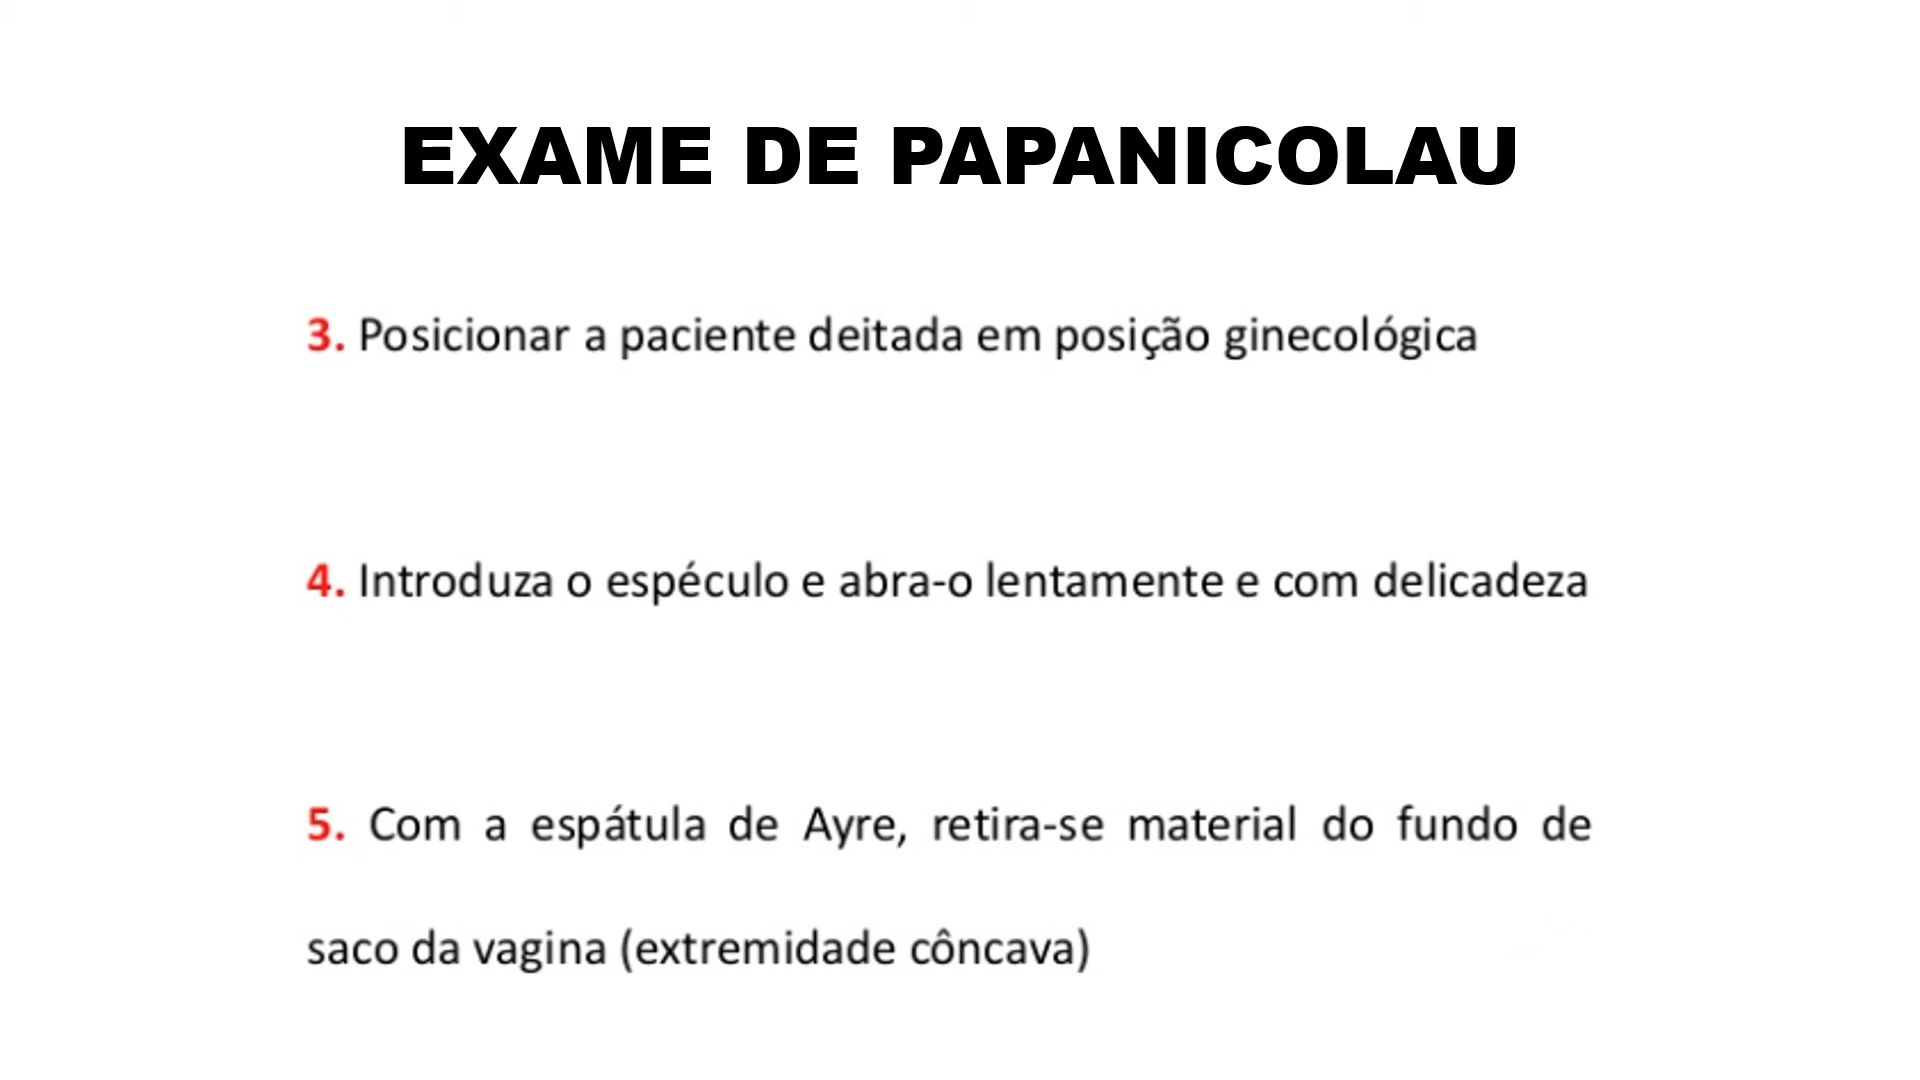 EXAME DE PAPANICOLAU
3. Posicionar a paciente deitada em posição ginecológica
4. Introduza o espéculo e abra-o lentamente e com delicadeza
5. Com a espátula de Ayre, retira-se material do fundo de
saco da vagina (extremidade côncava)